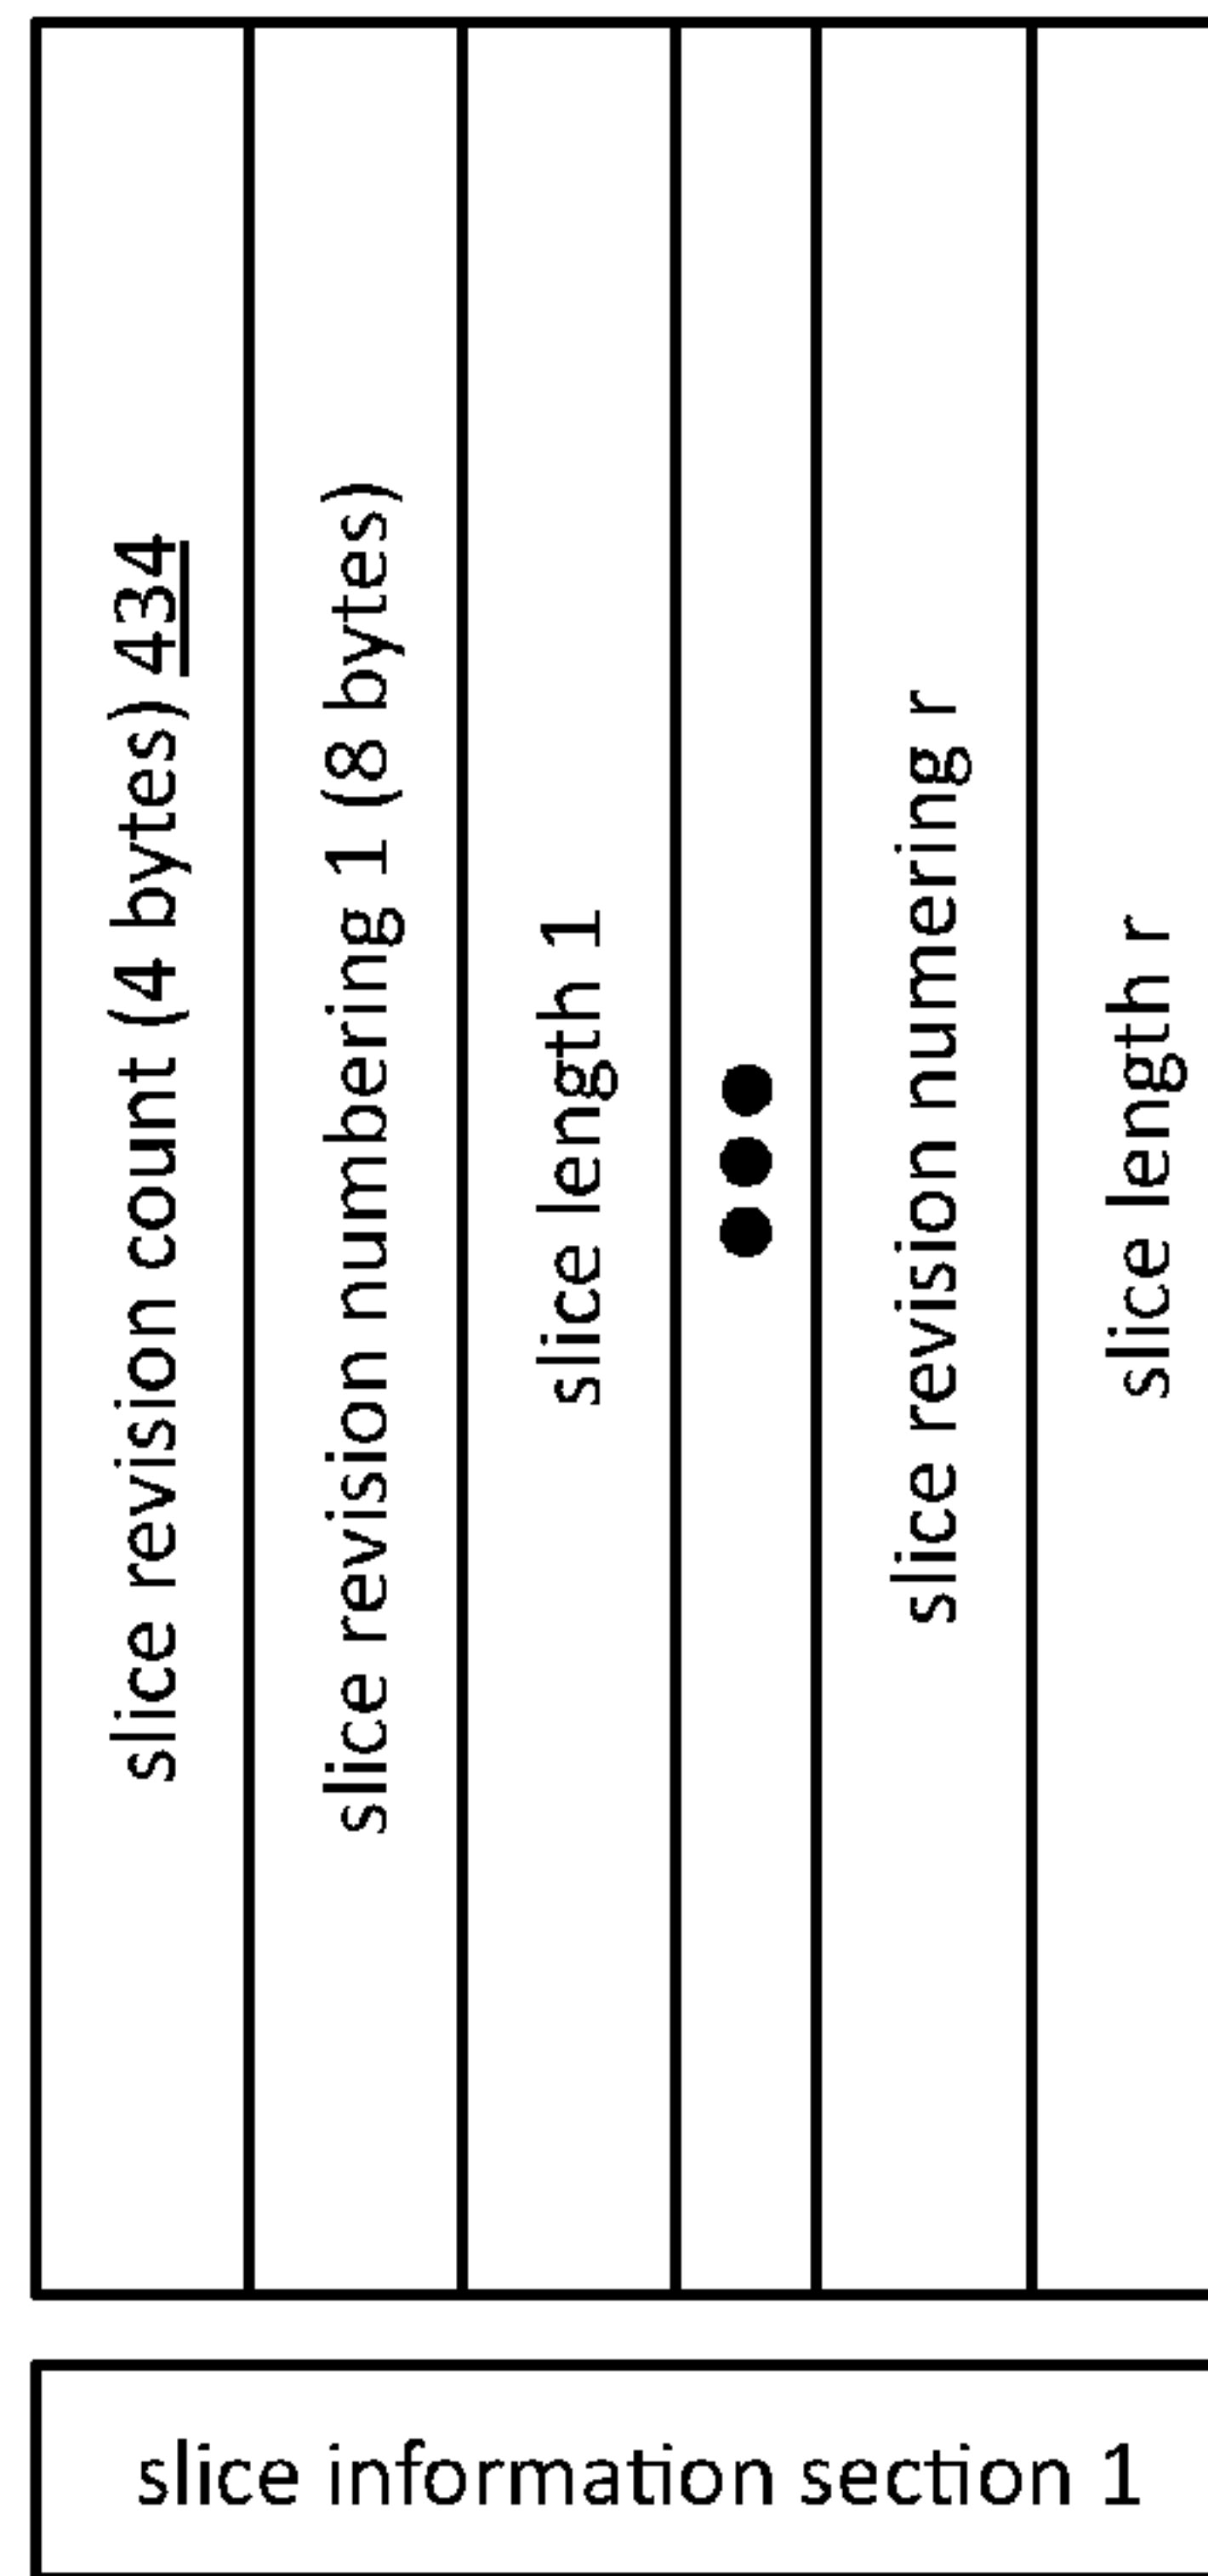 slice revision count (4 bytes) 434
slice revision numbering 1 (8 bytes)
slice length 1
●●●
slice revision numering r
slice length r
slice information section 1